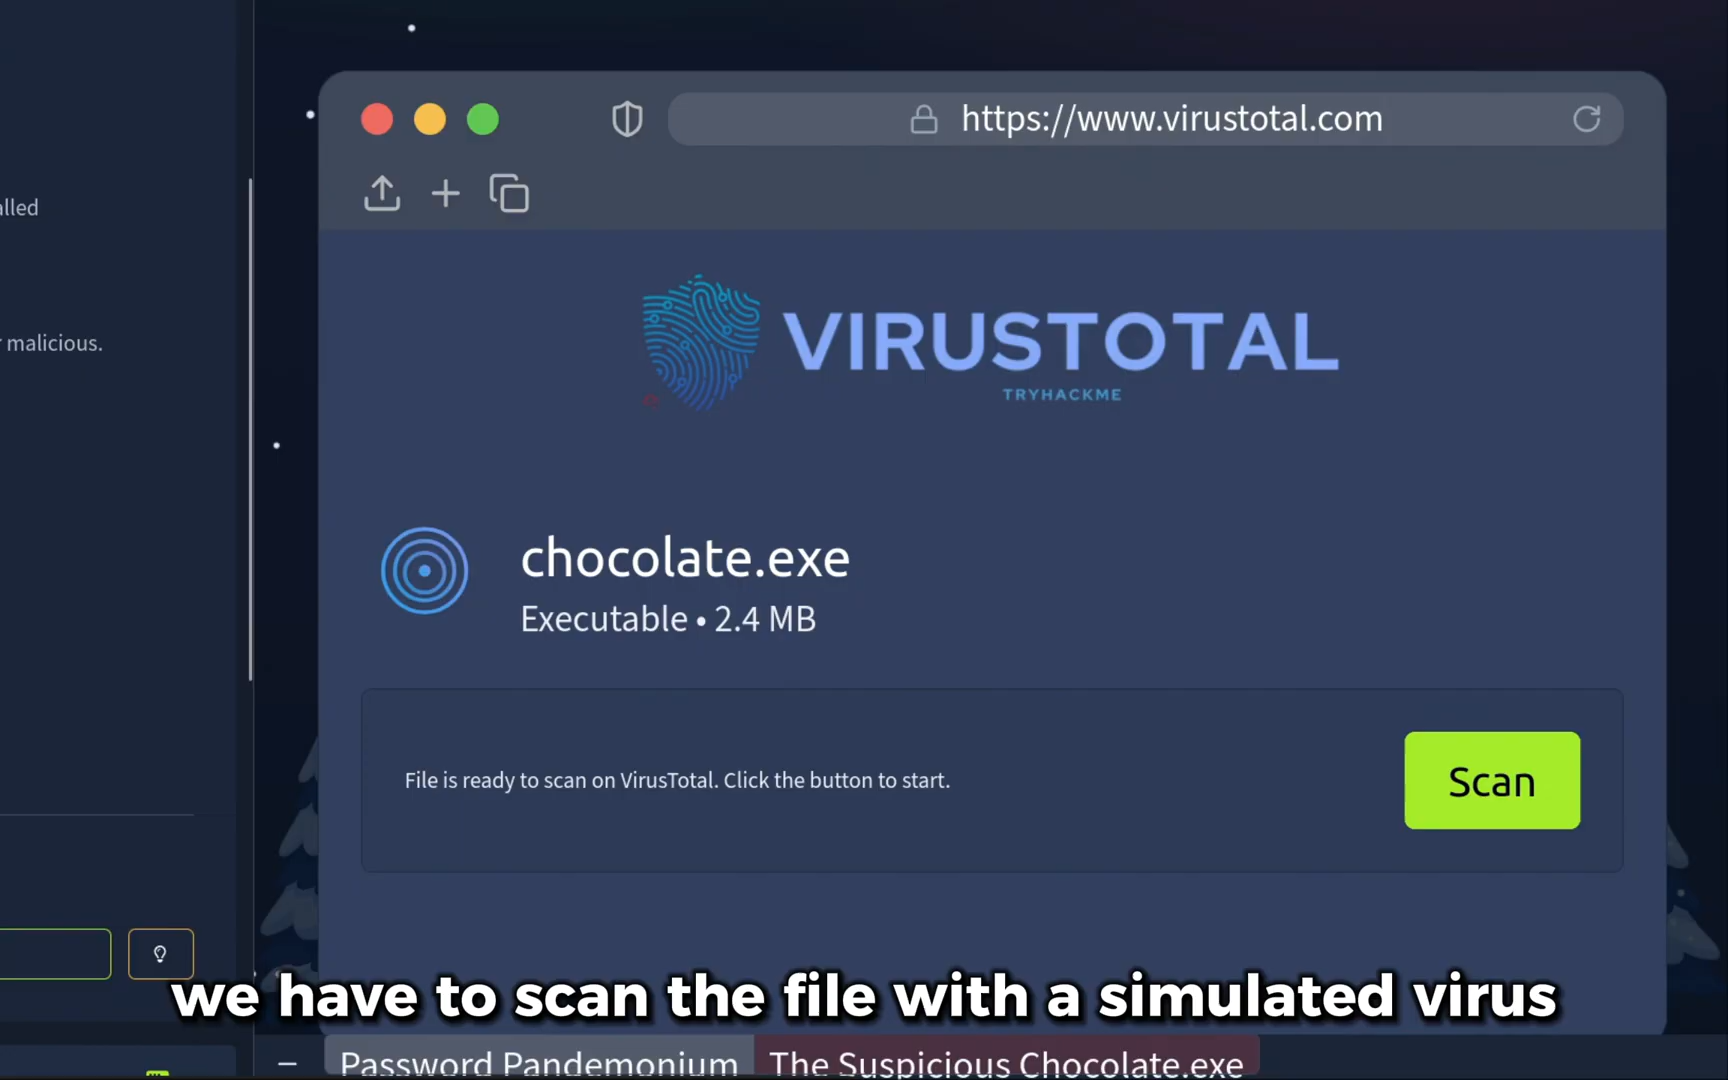 https://www.virustotal.com
alled
malicious.
VIRUSTOTAL
TRYHACKME
chocolate.exe
Executable • 2.4 MB
File is ready to scan on VirusTotal. Click the button to start.
Scan
we have to scan the file with a simulated virus
Password Pandemonium
The Suspicious Chocolate.exe